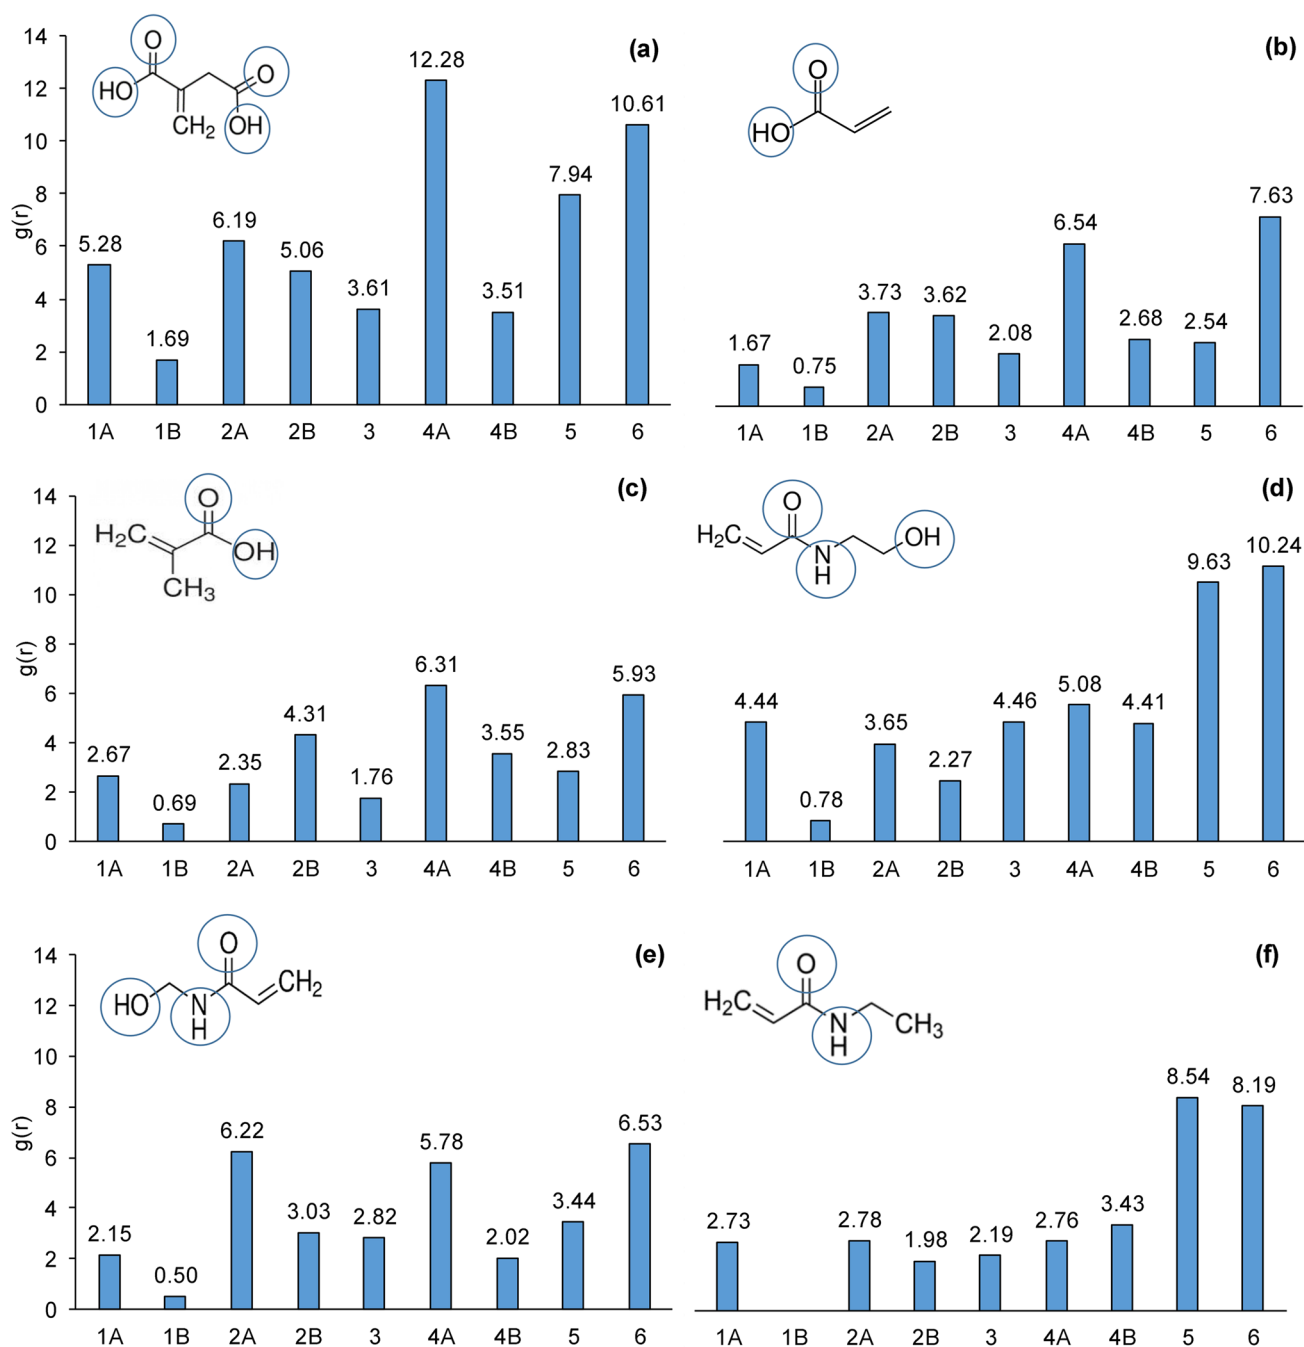 (a)
O
HO
O
CH2
OH
g(r)
14
12
10
8
6
4
2
0
5.28
1.69
6.19
5.06
3.61
12.28
3.51
7.94
10.61
1A 1B 2A 2B 3 4A 4B 5 6
(b)
O
HO
1.67
0.75
3.73
3.62
2.08
6.54
2.68
2.54
7.63
1A 1B 2A 2B 3 4A 4B 5 6
(c)
O
H2C
OH
CH3
g(r)
14
12
10
8
6
4
2
0
2.67
0.69
2.35
4.31
1.76
6.31
3.55
2.83
5.93
1A 1B 2A 2B 3 4A 4B 5 6
(d)
O
H2C
N
H
OH
4.44
0.78
3.65
2.27
4.46
5.08
4.41
9.63
10.24
1A 1B 2A 2B 3 4A 4B 5 6
(e)
O
HO
N
H
CH2
g(r)
14
12
10
8
6
4
2
0
2.15
0.50
6.22
3.03
2.82
5.78
2.02
3.44
6.53
1A 1B 2A 2B 3 4A 4B 5 6
(f)
O
H2C
N
H
CH3
2.73
2.78
1.98
2.19
2.76
3.43
8.54
8.19
1A 1B 2A 2B 3 4A 4B 5 6